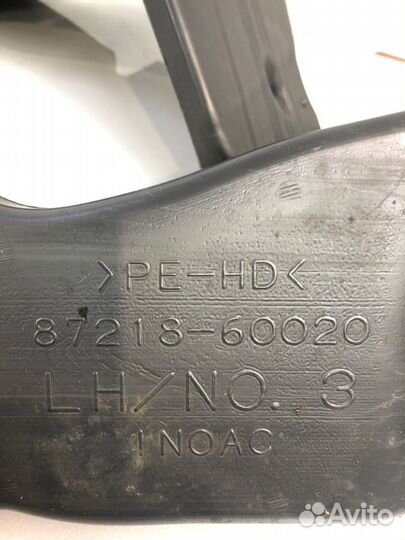 >PE-HD<
87218-60020
LH/NO. 3
1NOAC
Avito